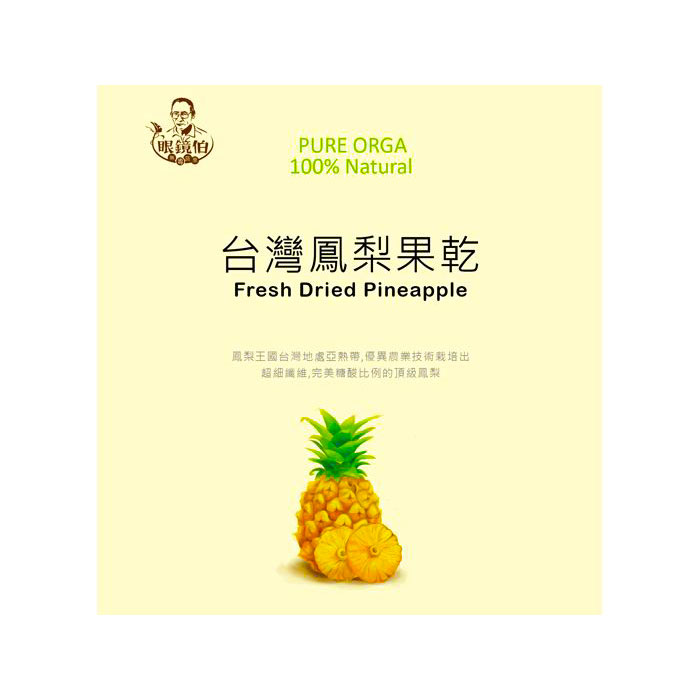 眼鏡伯
PURE ORGA
100% Natural
台灣鳳梨果乾
Fresh Dried Pineapple
鳳梨王國台灣地處亞熱帶,優異農業技術栽培出
超細纖維,完美糖酸比例的頂級鳳梨